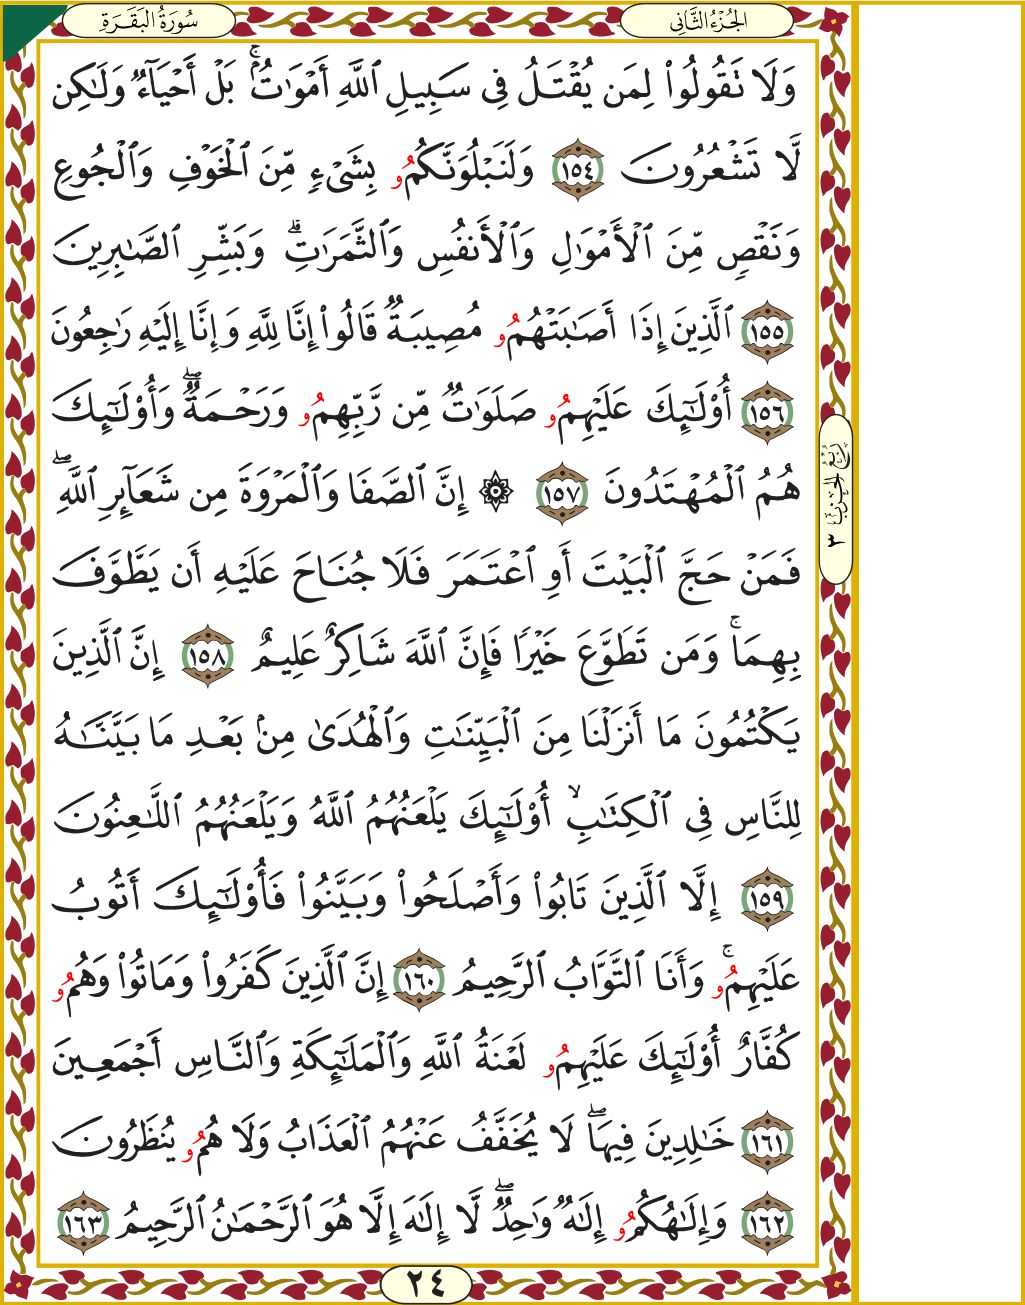 الجُزْءُ الثَّانِي
سُورَةُ البَقَرَةِ
وَلَا تَقُولُوا۟ لِمَن يُقْتَلُ فِى سَبِيلِ ٱللَّهِ أَمْوَٰتٌۢ ۚ بَلْ أَحْيَآءٌ وَلَٰكِن
لَّا تَشْعُرُونَ ١٥٤ وَلَنَبْلُوَنَّكُمُو بِشَىْءٍ مِّنَ ٱلْخَوْفِ وَٱلْجُوعِ
وَنَقْصٍ مِّنَ ٱلْأَمْوَٰلِ وَٱلْأَنفُسِ وَٱلثَّمَرَٰتِ ۗ وَبَشِّرِ ٱلصَّٰبِرِينَ
١٥٥ ٱلَّذِينَ إِذَا أَصَٰبَتْهُمُو مُصِيبَةٌ قَالُوا۟ إِنَّا لِلَّهِ وَإِنَّا إِلَيْهِ رَٰجِعُونَ
١٥٦ أُو۟لَٰٓئِكَ عَلَيْهِمُو صَلَوَٰتٌ مِّن رَّبِّهِمُو وَرَحْمَةٌ ۖ وَأُو۟لَٰٓئِكَ
هُمُ ٱلْمُهْتَدُونَ ١٥٧ ۞ إِنَّ ٱلصَّفَا وَٱلْمَرْوَةَ مِن شَعَآئِرِ ٱللَّهِ ۖ
فَمَنْ حَجَّ ٱلْبَيْتَ أَوِ ٱعْتَمَرَ فَلَا جُنَاحَ عَلَيْهِ أَن يَطَّوَّفَ
بِهِمَا ۚ وَمَن تَطَوَّعَ خَيْرًا فَإِنَّ ٱللَّهَ شَاكِرٌ عَلِيمٌ ١٥٨ إِنَّ ٱلَّذِينَ
يَكْتُمُونَ مَا أَنزَلْنَا مِنَ ٱلْبَيِّنَٰتِ وَٱلْهُدَىٰ مِنۢ بَعْدِ مَا بَيَّنَّٰهُ
لِلنَّاسِ فِى ٱلْكِتَٰبِ ۙ أُو۟لَٰٓئِكَ يَلْعَنُهُمُ ٱللَّهُ وَيَلْعَنُهُمُ ٱللَّٰعِنُونَ
١٥٩ إِلَّا ٱلَّذِينَ تَابُوا۟ وَأَصْلَحُوا۟ وَبَيَّنُوا۟ فَأُو۟لَٰٓئِكَ أَتُوبُ
عَلَيْهِمُو ۚ وَأَنَا ٱلتَّوَّابُ ٱلرَّحِيمُ ١٦٠ إِنَّ ٱلَّذِينَ كَفَرُوا۟ وَمَاتُوا۟ وَهُمُو
كُفَّارٌ أُو۟لَٰٓئِكَ عَلَيْهِمُو لَعْنَةُ ٱللَّهِ وَٱلْمَلَٰٓئِكَةِ وَٱلنَّاسِ أَجْمَعِينَ
١٦١ خَٰلِدِينَ فِيهَا ۖ لَا يُخَفَّفُ عَنْهُمُ ٱلْعَذَابُ وَلَا هُمُو يُنظَرُونَ
١٦٢ وَإِلَٰهُكُمُو إِلَٰهٌ وَٰحِدٌ ۖ لَّا إِلَٰهَ إِلَّا هُوَ ٱلرَّحْمَٰنُ ٱلرَّحِيمُ ١٦٣
رُبْعُ الحِزْبِ ٣
٢٤